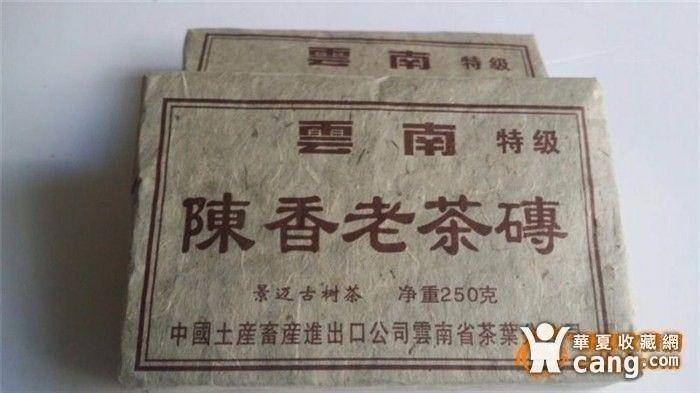 雲南 特级
雲南 特级
陳香老茶磚
景迈古树茶 净重250克
中國土産畜産進出口公司雲南省茶葉
華夏收藏網
cang.com